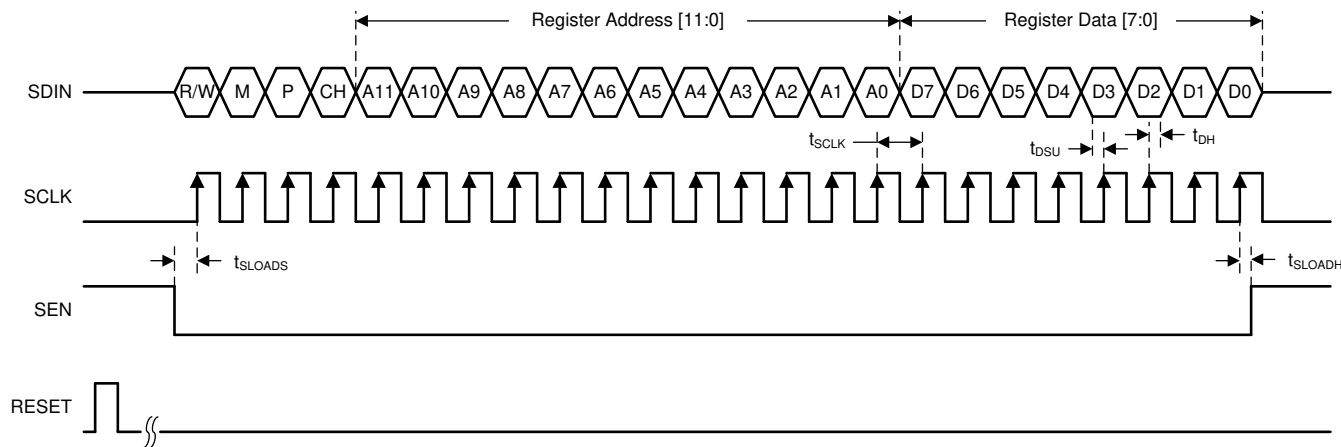 Register Address [11:0] Register Data [7:0]
SDIN R/W M P CH A11 A10 A9 A8 A7 A6 A5 A4 A3 A2 A1 A0 D7 D6 D5 D4 D3 D2 D1 D0
tSCLK tDSU tDH
SCLK
tSLOADS tSLOADH
SEN
RESET